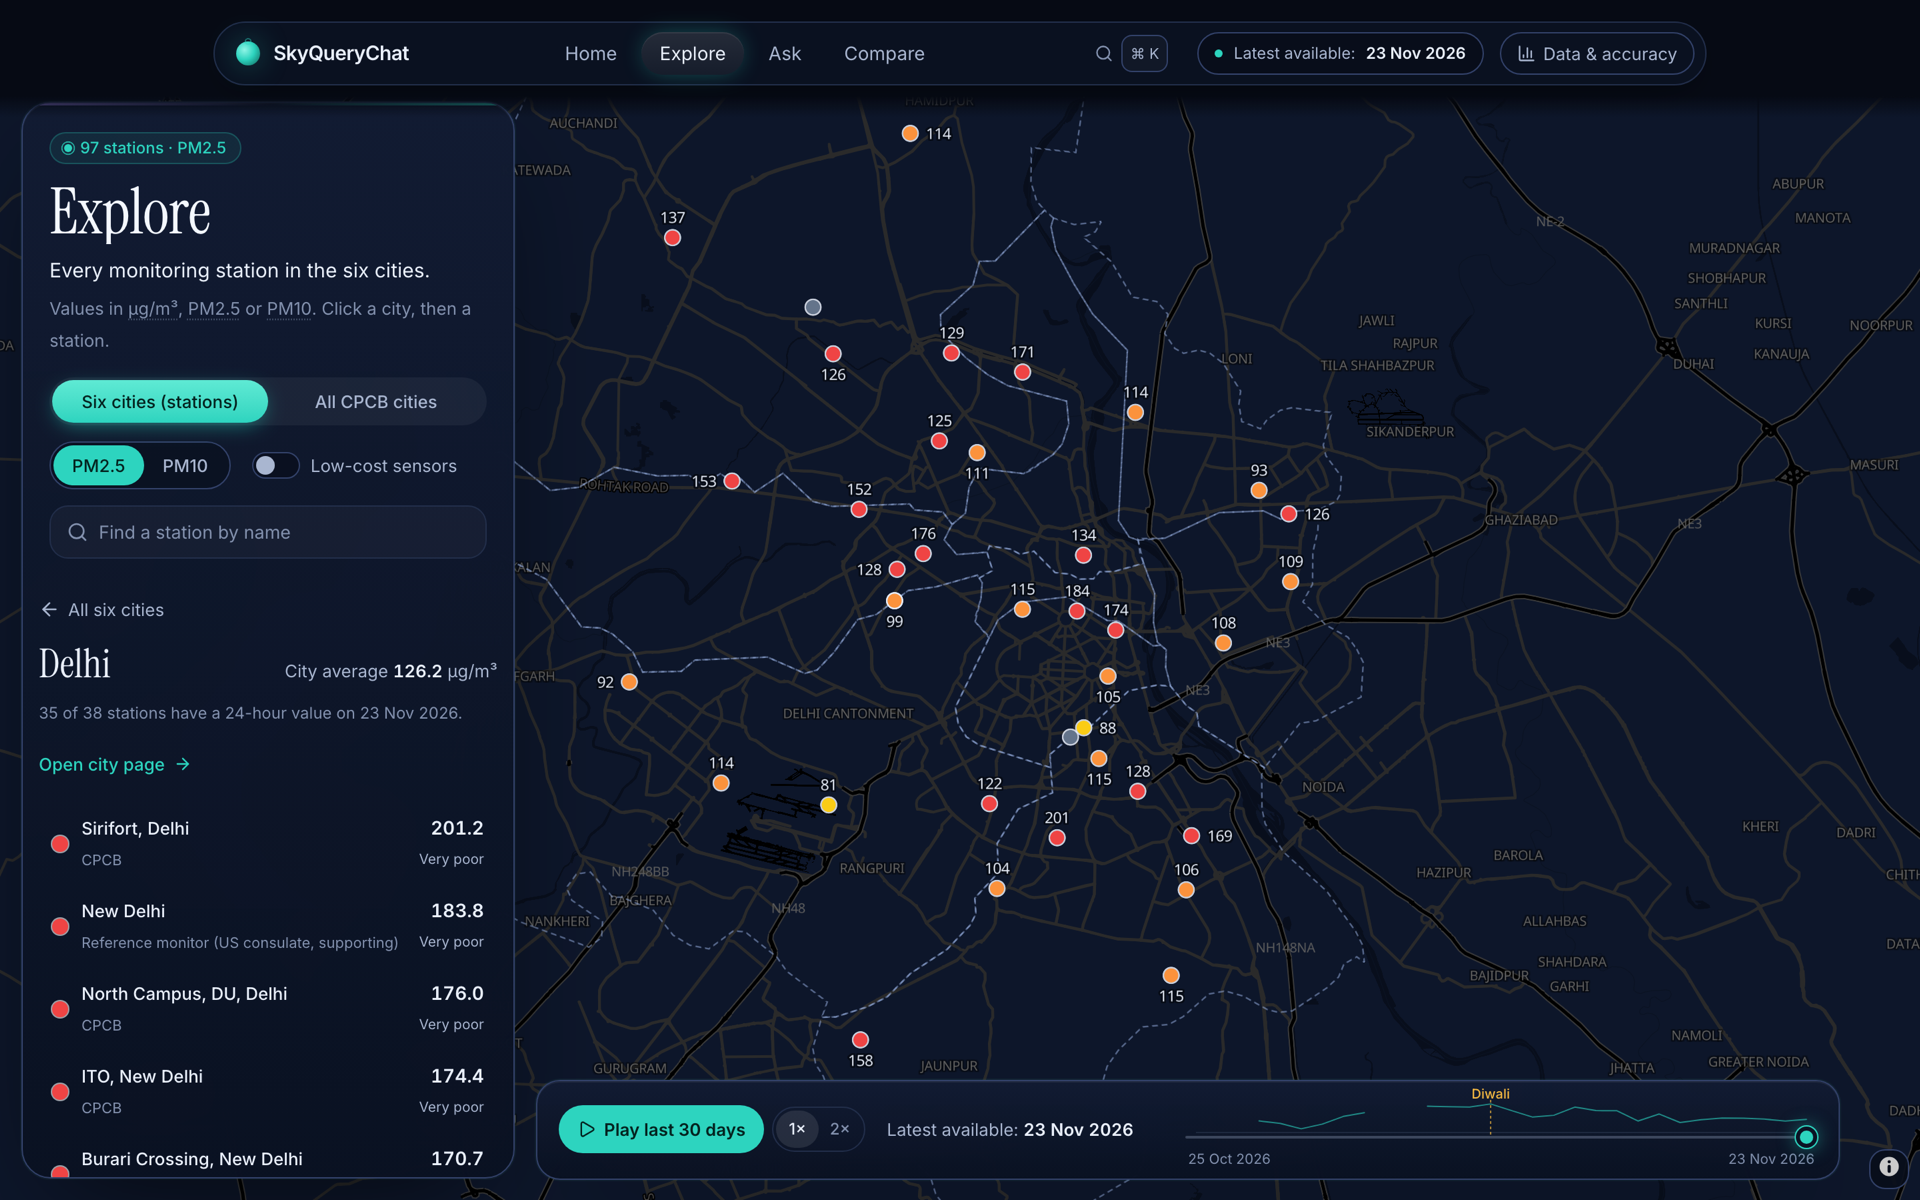 SkyQueryChat
Home
Explore
Ask
Compare
⌘ K
Latest available: 23 Nov 2026
Data & accuracy
97 stations · PM2.5
Explore
Every monitoring station in the six cities.
Values in µg/m³, PM2.5 or PM10. Click a city, then a
station.
Six cities (stations)
All CPCB cities
PM2.5
PM10
Low-cost sensors
Find a station by name
All six cities
Delhi
City average 126.2 µg/m³
35 of 38 stations have a 24-hour value on 23 Nov 2026.
Open city page →
Sirifort, Delhi
201.2
CPCB
Very poor
New Delhi
183.8
Reference monitor (US consulate, supporting)
Very poor
North Campus, DU, Delhi
176.0
CPCB
Very poor
ITO, New Delhi
174.4
CPCB
Very poor
Burari Crossing, New Delhi
170.7
HAMIDPUR
AUCHANDI
114
ATEWADA
ABUPUR
137
MANOTA
NE-2
MURADNAGAR
SHOBHAPUR
SANTHLI
JAWLI
KURSI
NOORPUR
129
RAJPUR
DA
171
LONI
KANAUJA
126
TILA SHAHBAZPUR
DUHAI
114
125
SIKANDERPUR
111
93
MASURI
153
ROHTAK ROAD
152
126
GHAZIABAD
NE3
176
134
128
KALAN
109
115
184
174
99
108
NE3
92
FGARH
105
NE3
DELHI CANTONMENT
88
114
81
122
115
128
NOIDA
201
KHERI
DADRI
169
BAROLA
NH248BB
RANGPURI
104
106
HAZIPUR
CHITH
BAJGHERA
NH48
NANKHERI
ALLAHBAS
NH148NA
DATA
SHAHDARA
BAJIDPUR
GARHI
115
NAMOLI
158
JAUNPUR
GURUGRAM
JHATTA
GREATER NOIDA
DADH
Play last 30 days
1×
2×
Latest available: 23 Nov 2026
Diwali
25 Oct 2026
23 Nov 2026